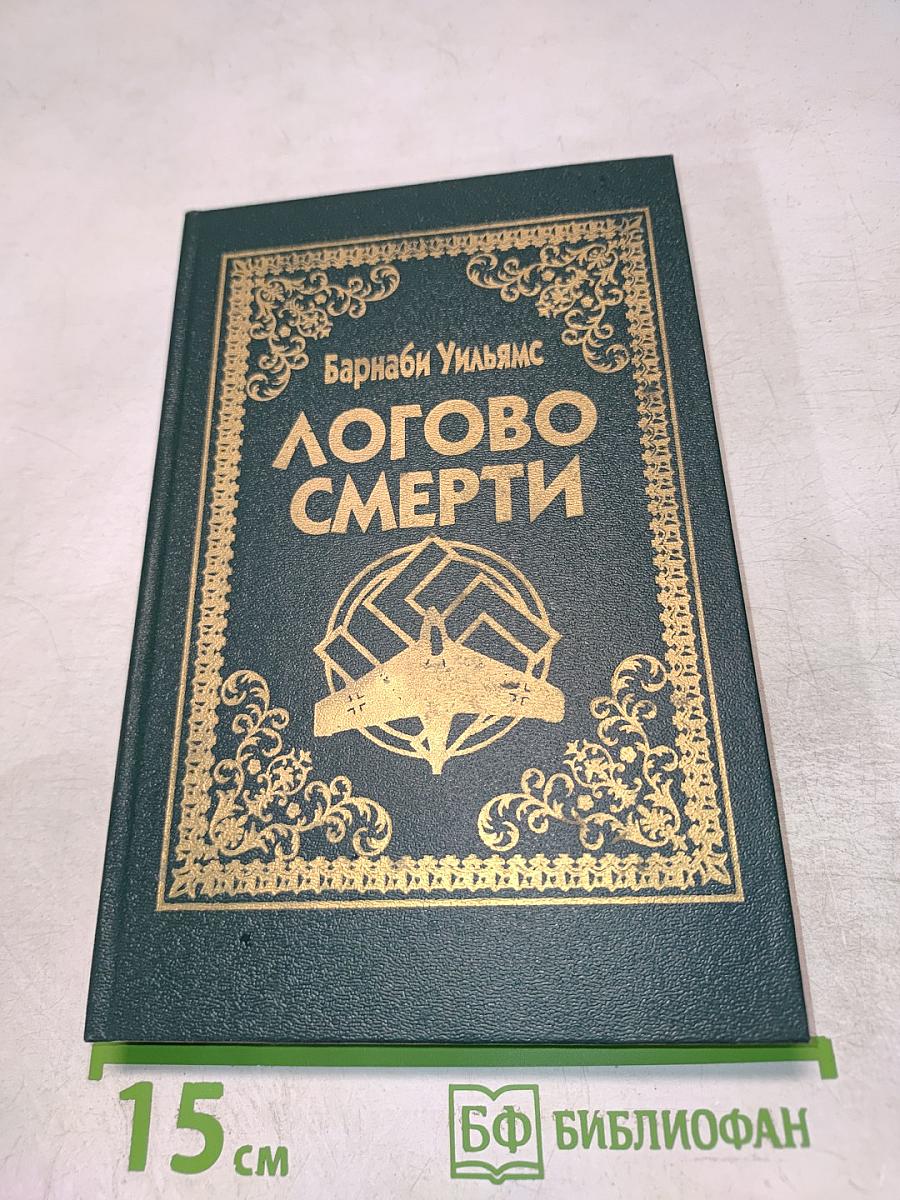 Барнаби Уильямс
ЛОГОВО
СМЕРТИ
15 см
БФ БИБЛИОФАН